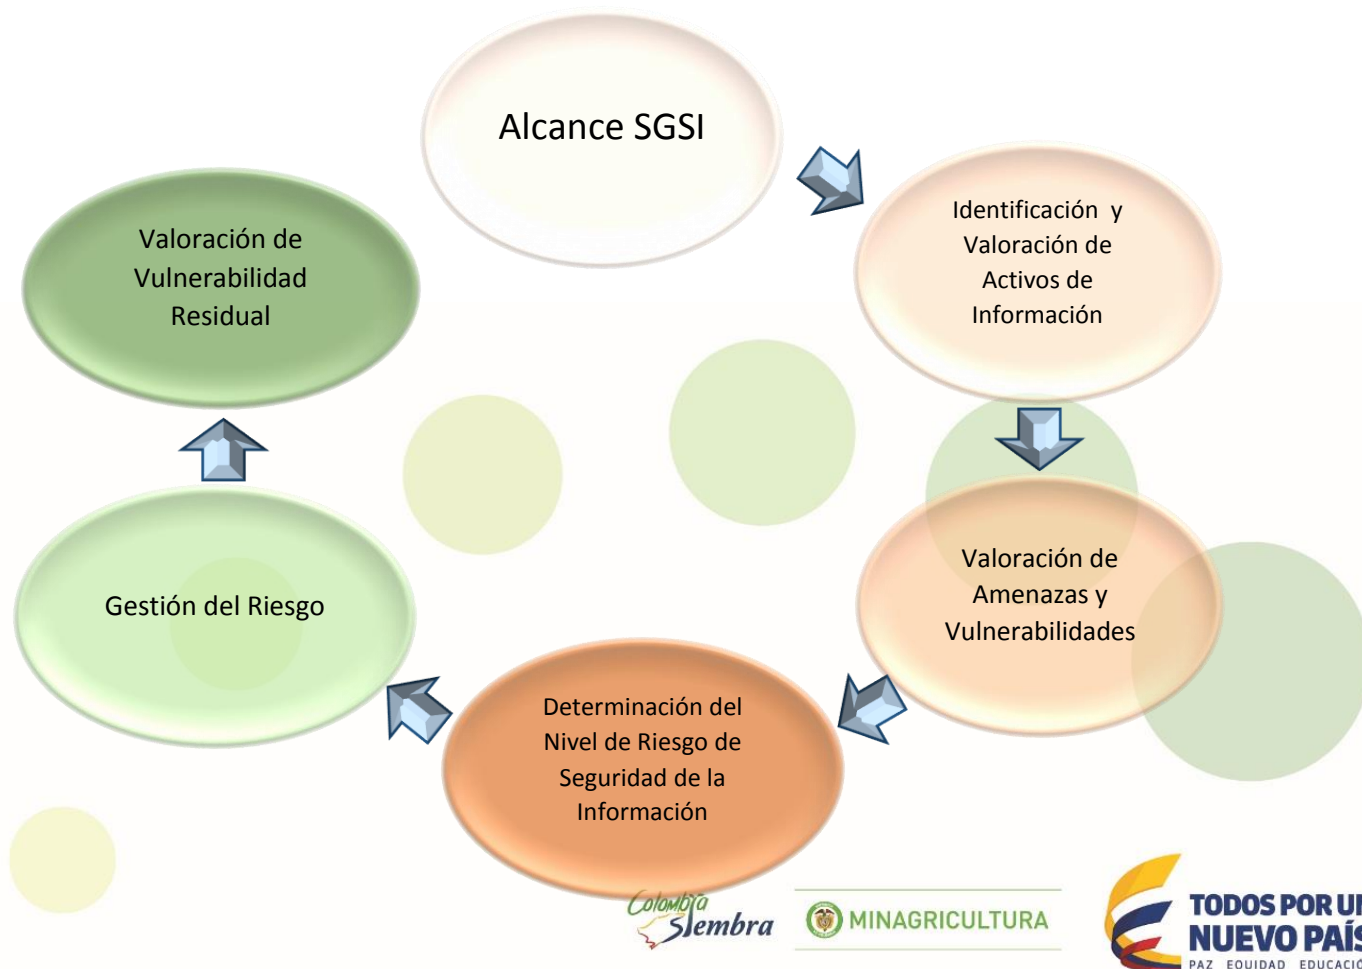 Alcance SGSI
Identificación y
Valoración de
Activos de
Información
Valoración de
Amenazas y
Vulnerabilidades
Determinación del
Nivel de Riesgo de
Seguridad de la
Información
Gestión del Riesgo
Valoración de
Vulnerabilidad
Residual
Colombia
Siembra
MINAGRICULTURA
TODOS POR UN
NUEVO PAÍS
PAZ EQUIDAD EDUCACIÓ